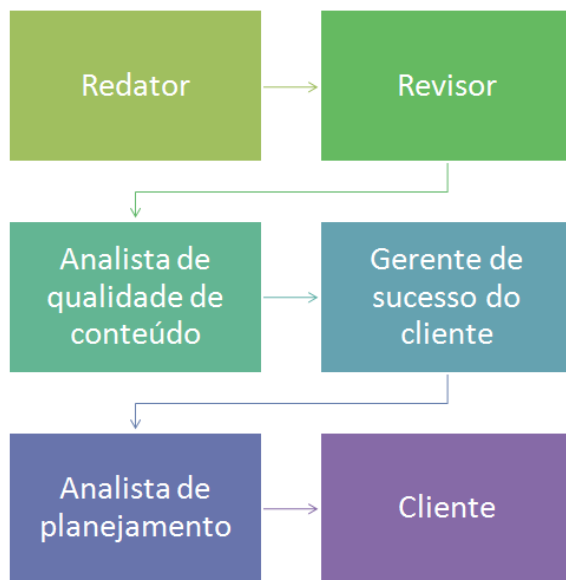 Redator
Revisor
Analista de
qualidade de
conteúdo
Gerente de
sucesso do
cliente
Analista de
planejamento
Cliente